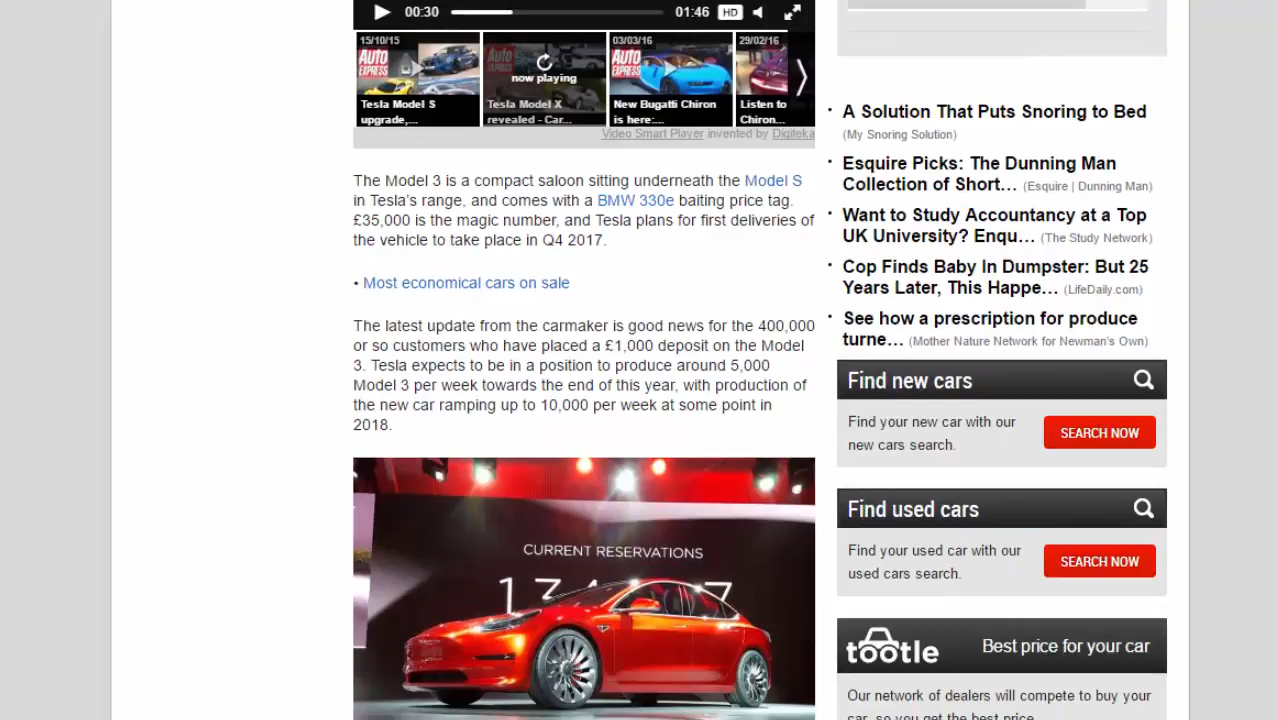 00:30
01:46
HD
15/10/15
Auto
EXPRESS
Tesla Model S
upgrade,...
now playing
Tesla Model X
revealed - Car...
03/03/16
Auto
EXPRESS
New Bugatti Chiron
is here:...
29/02/16
Listen to
Chiron...
Video Smart Player invented by Digiteka
The Model 3 is a compact saloon sitting underneath the Model S
in Tesla's range, and comes with a BMW 330e baiting price tag.
£35,000 is the magic number, and Tesla plans for first deliveries of
the vehicle to take place in Q4 2017.
• Most economical cars on sale
The latest update from the carmaker is good news for the 400,000
or so customers who have placed a £1,000 deposit on the Model
3. Tesla expects to be in a position to produce around 5,000
Model 3 per week towards the end of this year, with production of
the new car ramping up to 10,000 per week at some point in
2018.
CURRENT RESERVATIONS
A Solution That Puts Snoring to Bed
(My Snoring Solution)
Esquire Picks: The Dunning Man
Collection of Short… (Esquire | Dunning Man)
Want to Study Accountancy at a Top
UK University? Enqu… (The Study Network)
Cop Finds Baby In Dumpster: But 25
Years Later, This Happe… (LifeDaily.com)
See how a prescription for produce
turne… (Mother Nature Network for Newman's Own)
Find new cars
Find your new car with our
new cars search.
SEARCH NOW
Find used cars
Find your used car with our
used cars search.
SEARCH NOW
tootle
Best price for your car
Our network of dealers will compete to buy your
car, so you get the best price